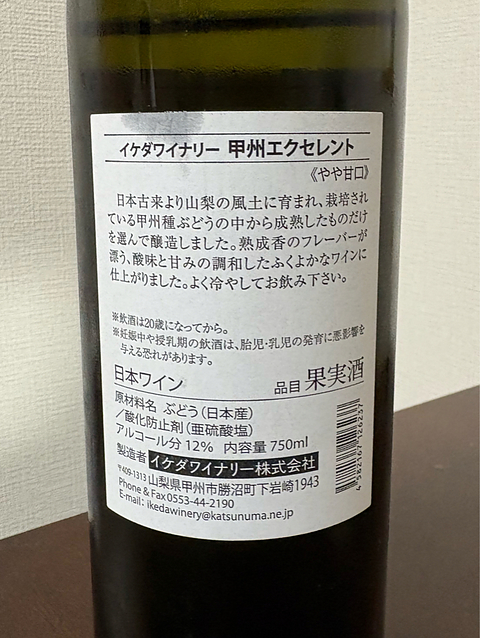 イケダワイナリー 甲州エクセレント
《やや甘口》
日本古来より山梨の風土に育まれ、栽培され
ている甲州種ぶどうの中から成熟したものだけ
を選んで醸造しました。熟成香のフレーバーが
漂う、酸味と甘みの調和したふくよかなワインに
仕上がりました。よく冷やしてお飲み下さい。
※飲酒は20歳になってから。
※妊娠中や授乳期の飲酒は、胎児・乳児の発育に悪影響を
与える恐れがあります。
日本ワイン 品目 果実酒
原材料名 ぶどう（日本産）
／酸化防止剤（亜硫酸塩）
アルコール分 12% 内容量 750ml
製造者 イケダワイナリー株式会社
〒409-1313 山梨県甲州市勝沼町下岩崎1943
Phone & Fax 0553-44-2190
E-mail： ikedawinery@katsunuma.ne.jp